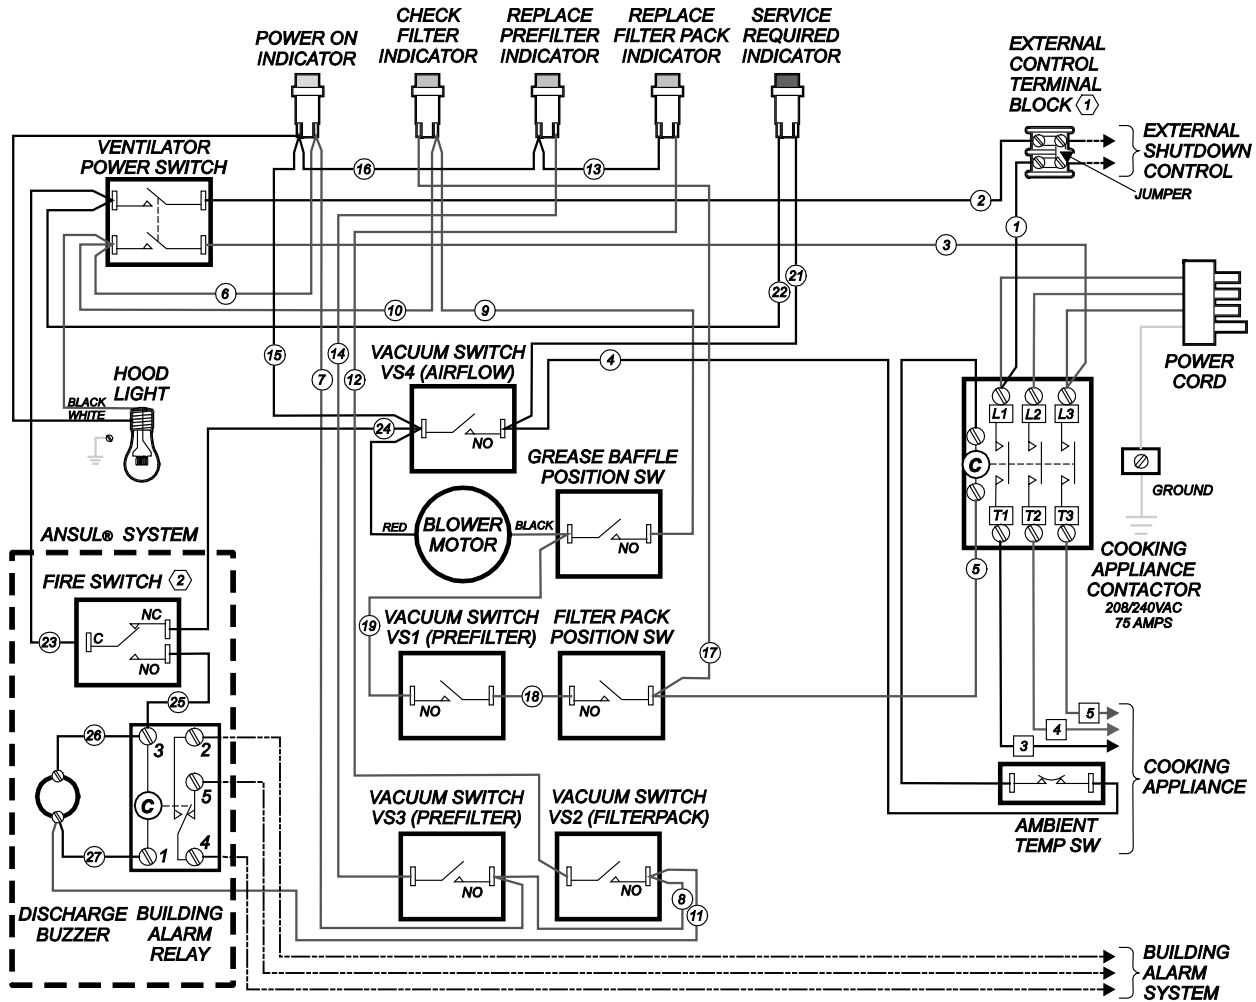 POWER ON
INDICATOR
CHECK
FILTER
INDICATOR
REPLACE
PREFILTER
INDICATOR
REPLACE
FILTER PACK
INDICATOR
SERVICE
REQUIRED
INDICATOR
EXTERNAL
CONTROL
TERMINAL
BLOCK 1
EXTERNAL
SHUTDOWN
CONTROL
JUMPER
VENTILATOR
POWER SWITCH
16
13
2
1
3
6
10
9
21
22
15
7
14
12
4
POWER
CORD
HOOD
LIGHT
BLACK
WHITE
VACUUM SWITCH
VS4 (AIRFLOW)
NO
24
L1
L2
L3
C
T1
T2
T3
GROUND
GREASE BAFFLE
POSITION SW
NO
RED
BLOWER
MOTOR
BLACK
COOKING
APPLIANCE
CONTACTOR
208/240VAC
75 AMPS
5
ANSUL® SYSTEM
FIRE SWITCH 2
NC
C
NO
23
25
19
VACUUM SWITCH
VS1 (PREFILTER)
NO
18
FILTER PACK
POSITION SW
NO
17
5
4
3
COOKING
APPLIANCE
AMBIENT
TEMP SW
26
27
3
2
5
C
1
4
VACUUM SWITCH
VS3 (PREFILTER)
NO
VACUUM SWITCH
VS2 (FILTERPACK)
NO
8
11
DISCHARGE
BUZZER
BUILDING
ALARM
RELAY
BUILDING
ALARM
SYSTEM